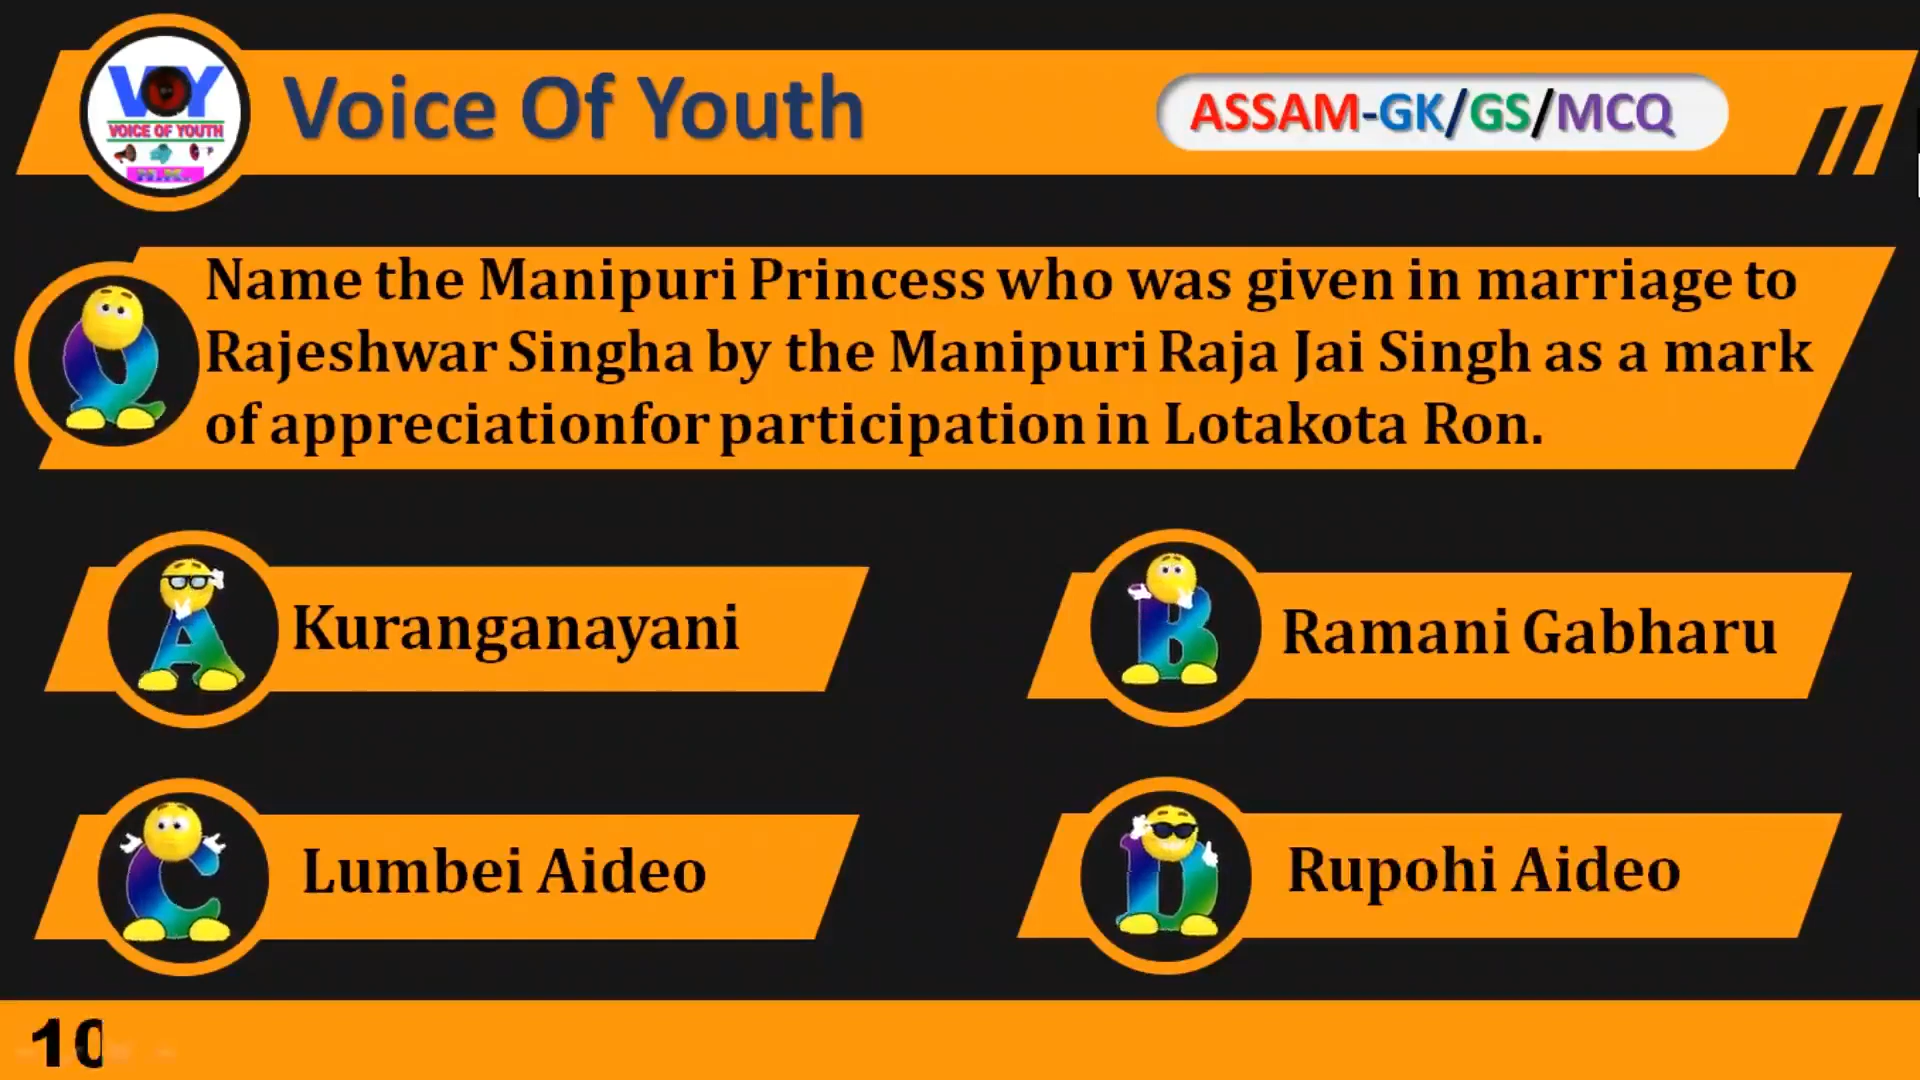 VOY
VOICE OF YOUTH
Voice Of Youth
ASSAM-GK/GS/MCQ
Name the Manipuri Princess who was given in marriage to
Rajeshwar Singha by the Manipuri Raja Jai Singh as a mark
of appreciationfor participation in Lotakota Ron.
A Kuranganayani
B Ramani Gabharu
C Lumbei Aideo
D Rupohi Aideo
10